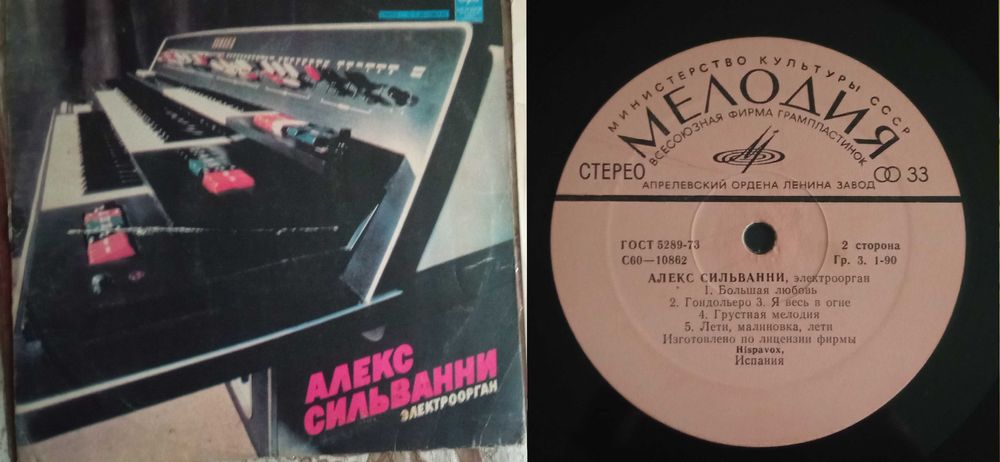 АЛЕКС
СИЛЬВАННИ
ЭЛЕКТРООРГАН
МИНИСТЕРСТВО КУЛЬТУРЫ СССР
МЕЛОДИЯ
ВСЕСОЮЗНАЯ ФИРМА ГРАМПЛАСТИНОК
СТЕРЕО
33
АПРЕЛЕВСКИЙ ОРДЕНА ЛЕНИНА ЗАВОД
ГОСТ 5289-73 2 сторона
С60—10862 Гр. 3. 1-90
АЛЕКС СИЛЬВАННИ, электроорган
1. Большая любовь
2. Гондольеро 3. Я весь в огне
4. Грустная мелодия
5. Лети, малиновка, лети
Изготовлено по лицензии фирмы
Hispavox,
Испания